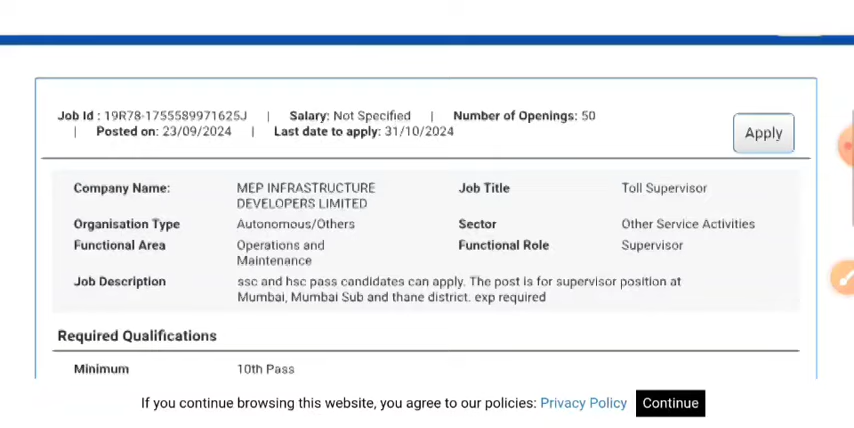 Job Id : 19R78-1755589971625J | Salary: Not Specified | Number of Openings: 50
| Posted on: 23/09/2024 | Last date to apply: 31/10/2024
Apply
Company Name: MEP INFRASTRUCTURE DEVELOPERS LIMITED Job Title Toll Supervisor
Organisation Type Autonomous/Others Sector Other Service Activities
Functional Area Operations and Maintenance Functional Role Supervisor
Job Description ssc and hsc pass candidates can apply. The post is for supervisor position at
Mumbai, Mumbai Sub and thane district. exp required
Required Qualifications
Minimum 10th Pass
If you continue browsing this website, you agree to our policies: Privacy Policy Continue